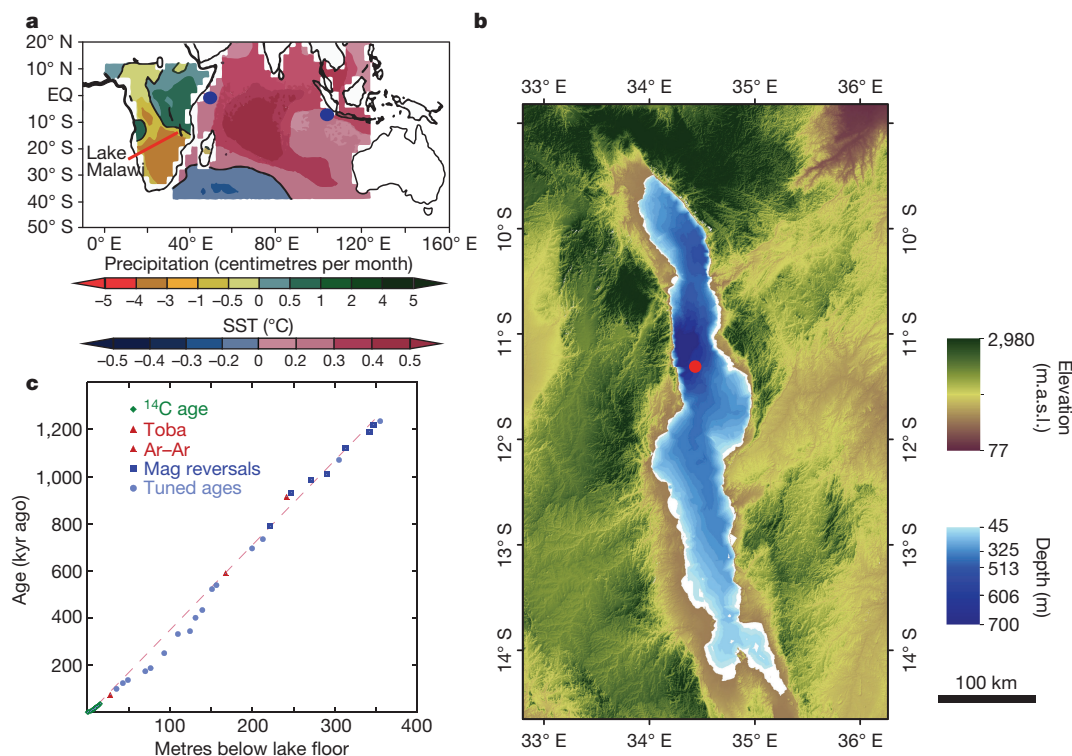 a
20° N
10° N
EQ
10° S
20° S
30° S
40° S
50° S
Lake
Malawi
0° E
40° E
80° E
120° E
160° E
Precipitation (centimetres per month)
−5 −4 −3 −1 −0.5 0 0.5 1 2 4 5
SST (°C)
−0.5 −0.4 −0.3 −0.2 0 0.2 0.3 0.4 0.5
b
33° E 34° E 35° E 36° E
10° S
11° S
12° S
13° S
14° S
10° S
11° S
12° S
13° S
14° S
33° E 34° E 35° E 36° E
2,980
77
Elevation
(m.a.s.l.)
45
325
513
606
700
Depth (m)
100 km
c
14C age
Toba
Ar–Ar
Mag reversals
Tuned ages
1,200
1,000
800
600
400
200
Age (kyr ago)
0 100 200 300 400
Metres below lake floor